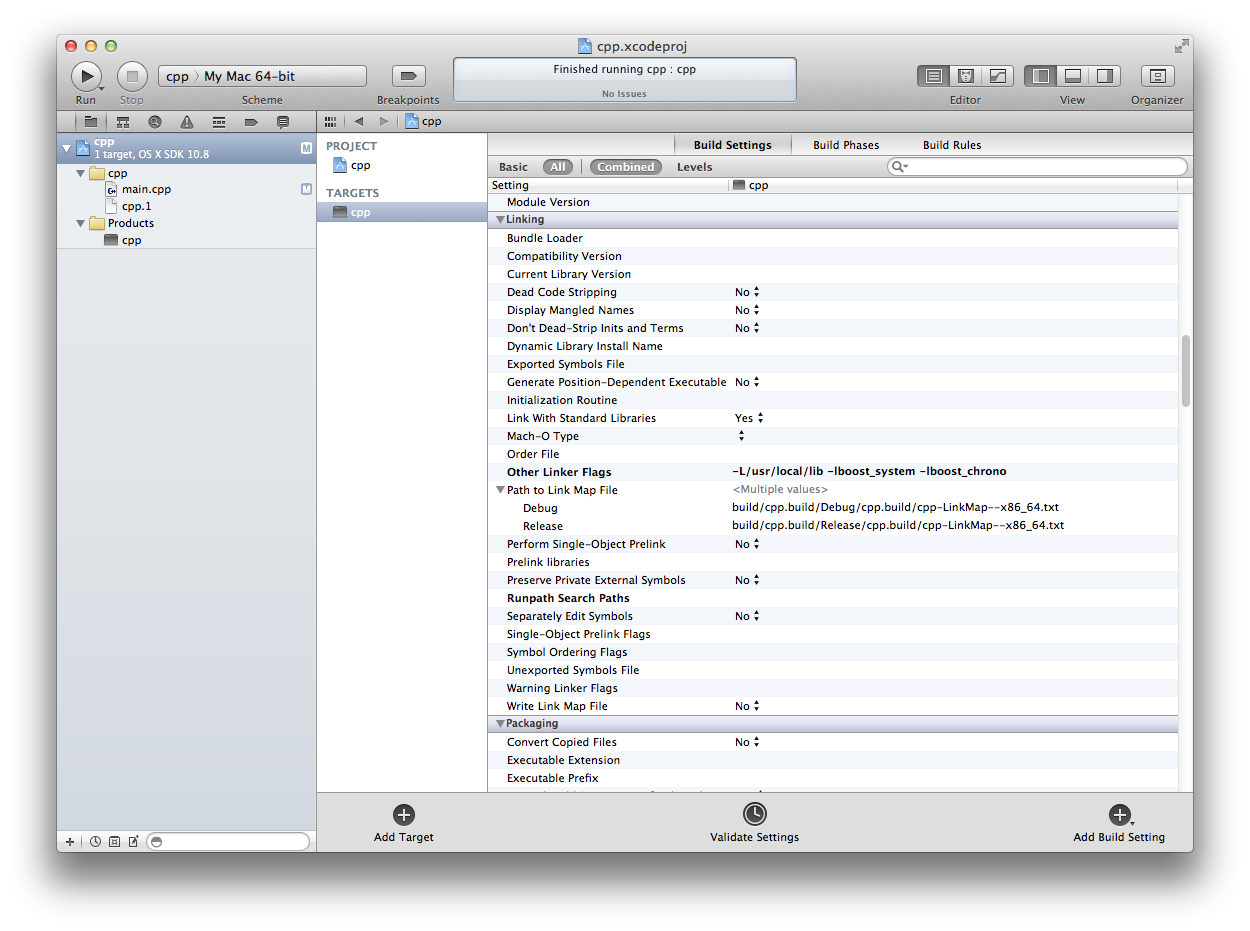 cpp.xcodeproj
Run Stop
cpp My Mac 64-bit
Scheme
Breakpoints
Finished running cpp : cpp
No Issues
Editor
View
Organizer
cpp
cpp
1 target, OS X SDK 10.8
M
cpp
main.cpp
M
cpp.1
Products
cpp
PROJECT
cpp
TARGETS
cpp
Build Settings Build Phases Build Rules
Basic All Combined Levels
Setting cpp
Module Version
Linking
Bundle Loader
Compatibility Version
Current Library Version
Dead Code Stripping No
Display Mangled Names No
Don't Dead-Strip Inits and Terms No
Dynamic Library Install Name
Exported Symbols File
Generate Position-Dependent Executable No
Initialization Routine
Link With Standard Libraries Yes
Mach-O Type
Order File
Other Linker Flags -L/usr/local/lib -lboost_system -lboost_chrono
Path to Link Map File <Multiple values>
Debug build/cpp.build/Debug/cpp.build/cpp-LinkMap--x86_64.txt
Release build/cpp.build/Release/cpp.build/cpp-LinkMap--x86_64.txt
Perform Single-Object Prelink No
Prelink libraries
Preserve Private External Symbols No
Runpath Search Paths
Separately Edit Symbols No
Single-Object Prelink Flags
Symbol Ordering Flags
Unexported Symbols File
Warning Linker Flags
Write Link Map File No
Packaging
Convert Copied Files No
Executable Extension
Executable Prefix
Add Target
Validate Settings
Add Build Setting